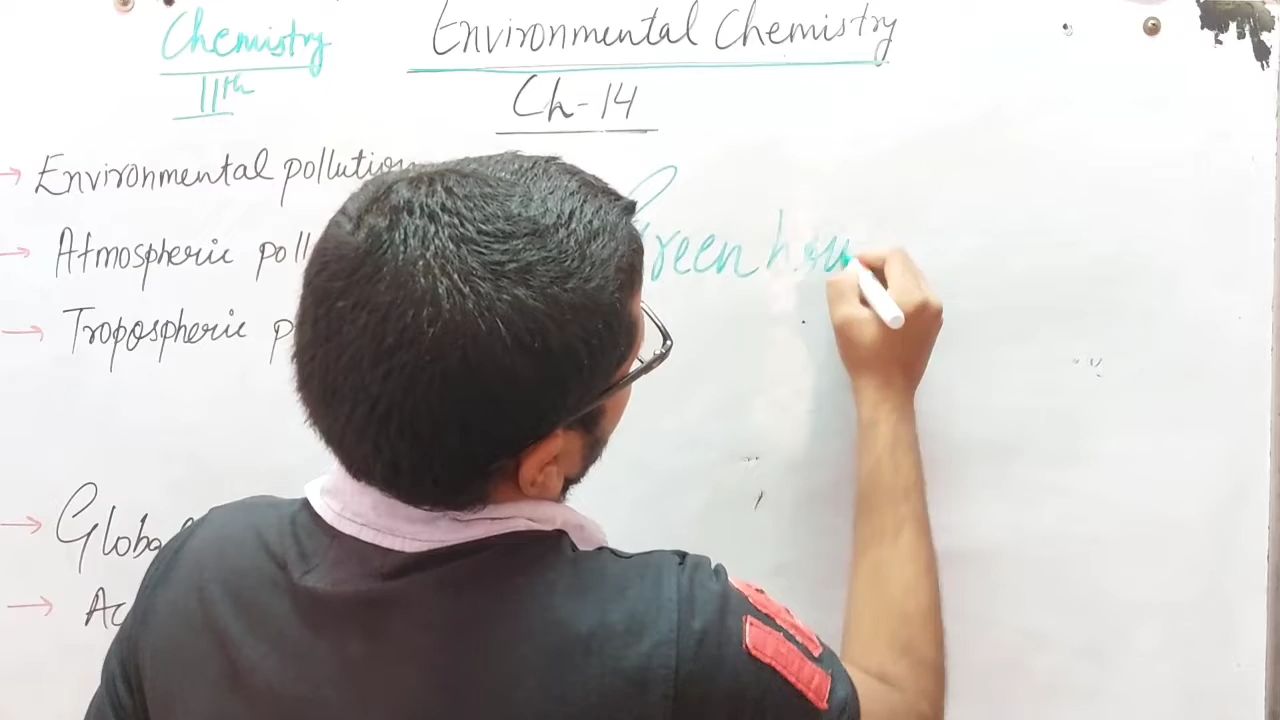 Chemistry
11th
Environmental Chemistry
Ch-14
→ Environmental pollution
→ Atmospheric poll
→ Tropospheric p
→ Globa
→ Ac
Green hou